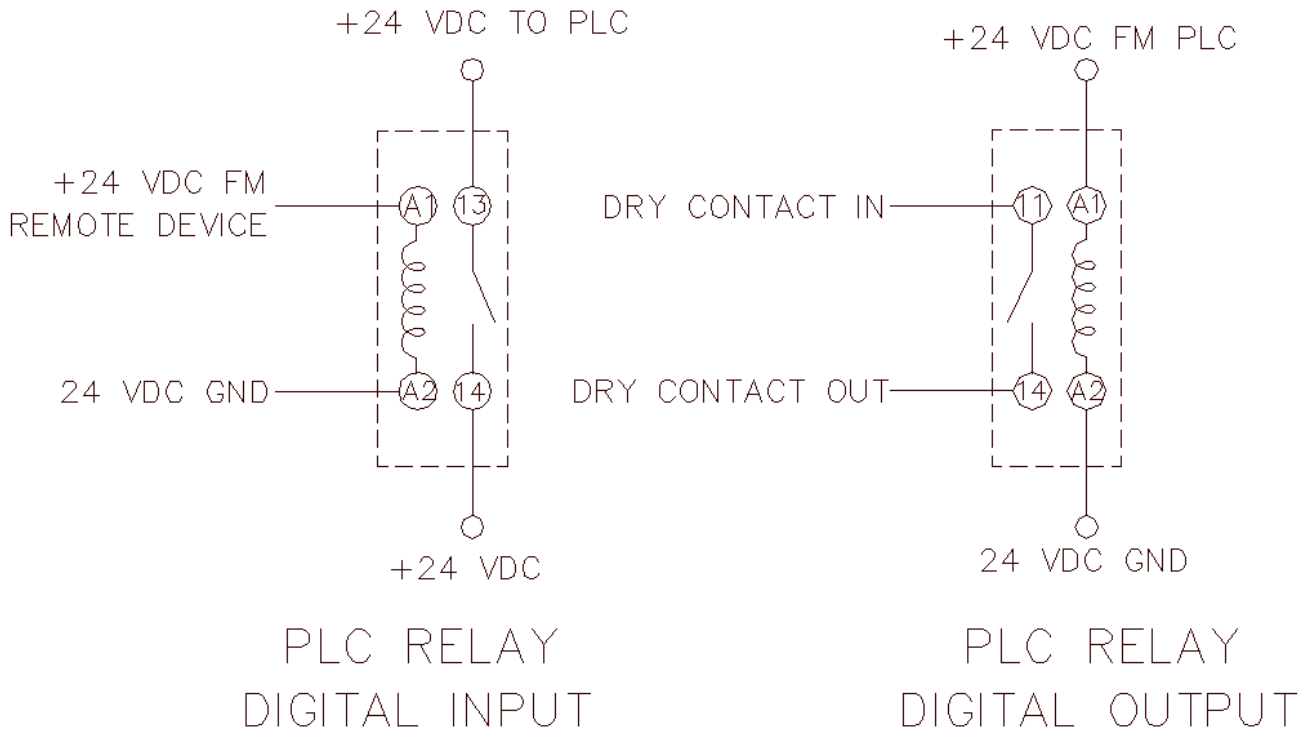 +24 VDC TO PLC
+24 VDC FM
REMOTE DEVICE
A1 13
24 VDC GND
A2 14
+24 VDC
PLC RELAY
DIGITAL INPUT
+24 VDC FM PLC
DRY CONTACT IN
11 A1
DRY CONTACT OUT
14 A2
24 VDC GND
PLC RELAY
DIGITAL OUTPUT